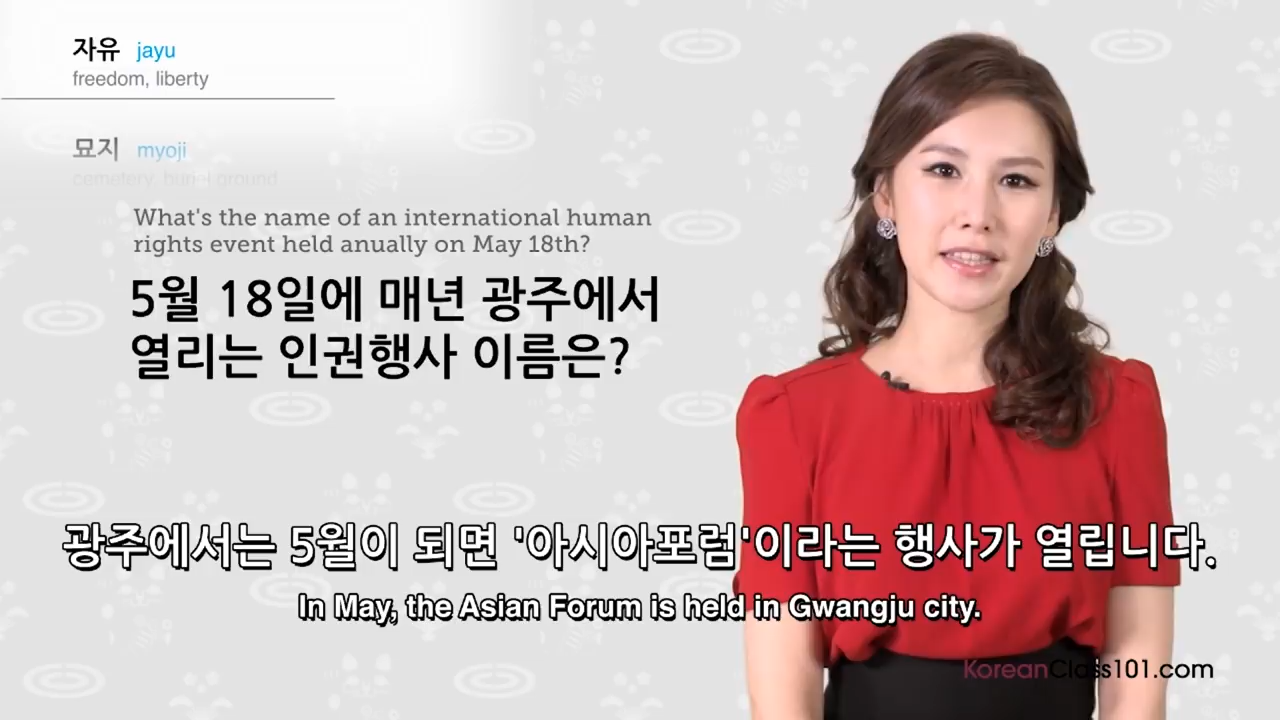 자유 jayu
freedom, liberty
묘지 myoji
cemetery, burial ground
What's the name of an international human
rights event held anually on May 18th?
5월 18일에 매년 광주에서
열리는 인권행사 이름은?
광주에서는 5월이 되면 '아시아포럼'이라는 행사가 열립니다.
In May, the Asian Forum is held in Gwangju city.
KoreanClass101.com